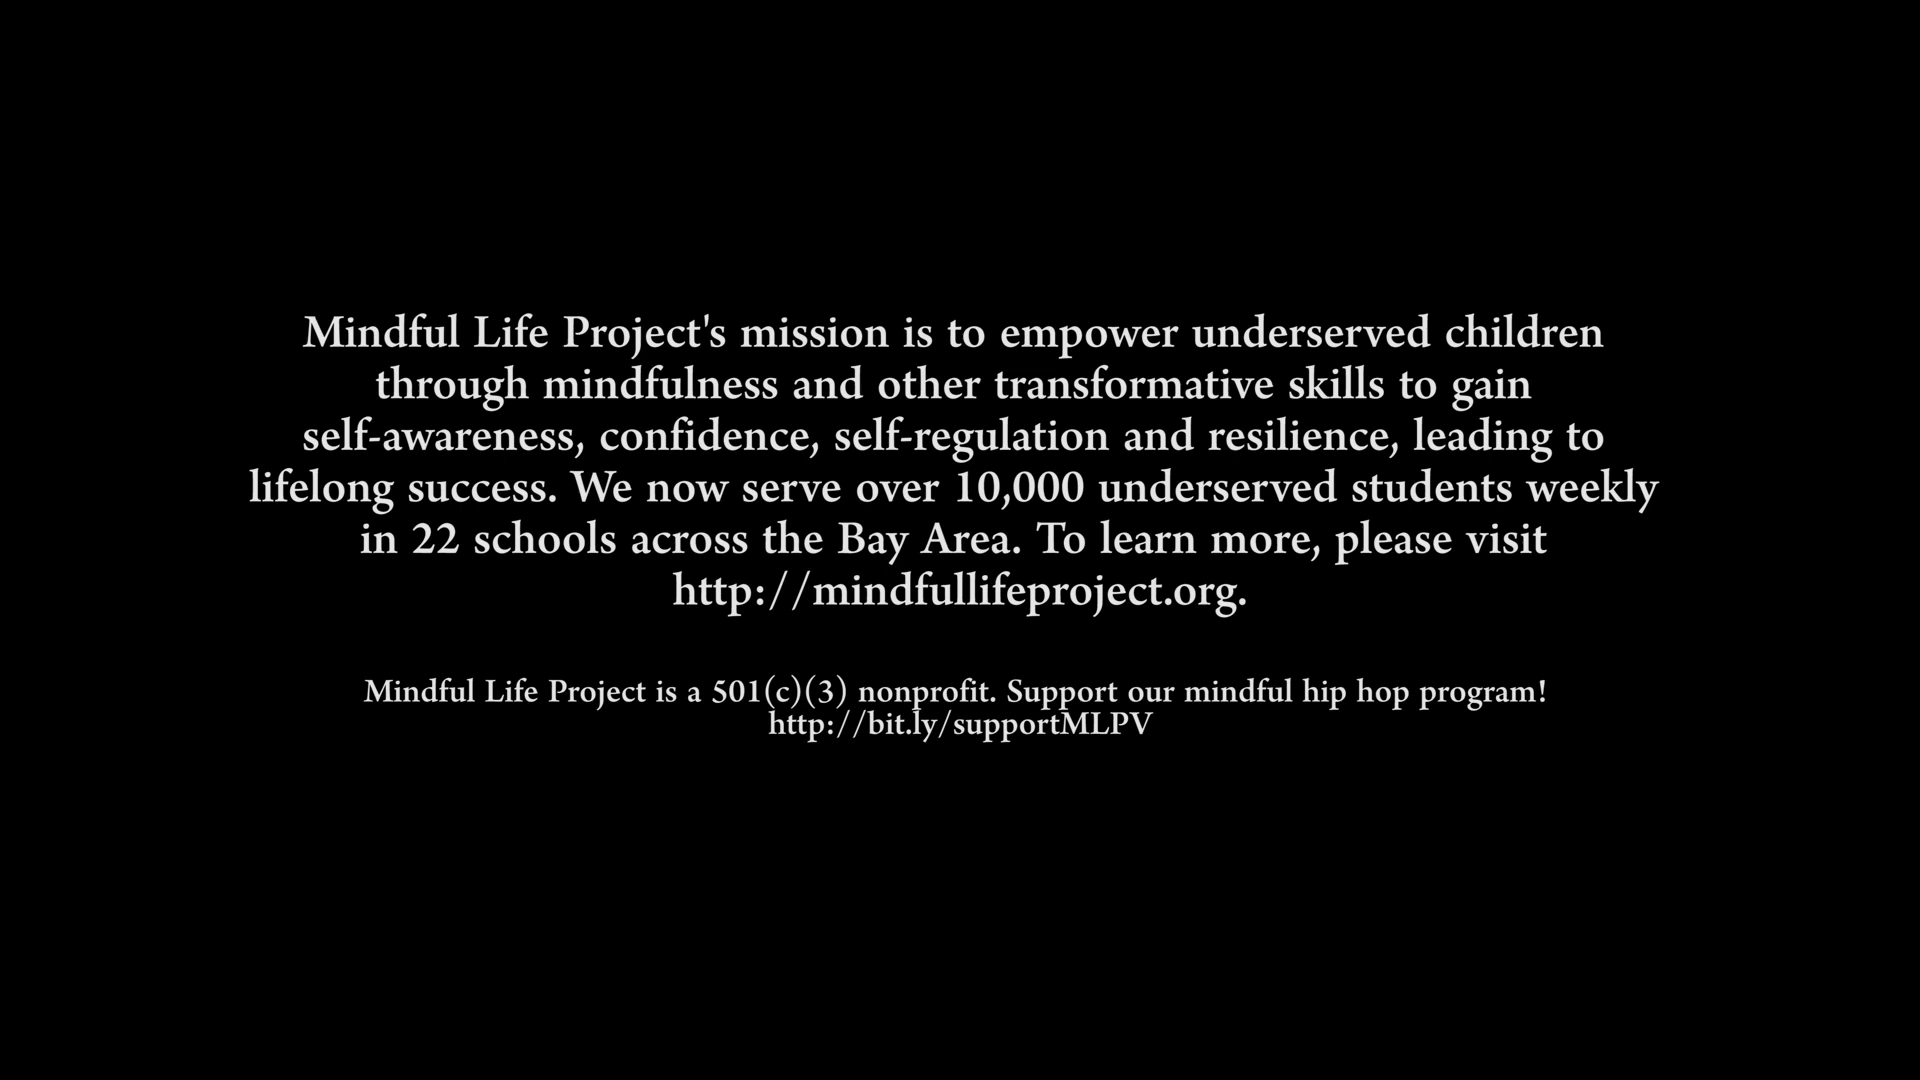 Mindful Life Project's mission is to empower underserved children
through mindfulness and other transformative skills to gain
self-awareness, confidence, self-regulation and resilience, leading to
lifelong success. We now serve over 10,000 underserved students weekly
in 22 schools across the Bay Area. To learn more, please visit
http://mindfullifeproject.org.
Mindful Life Project is a 501(c)(3) nonprofit. Support our mindful hip hop program!
http://bit.ly/supportMLPV